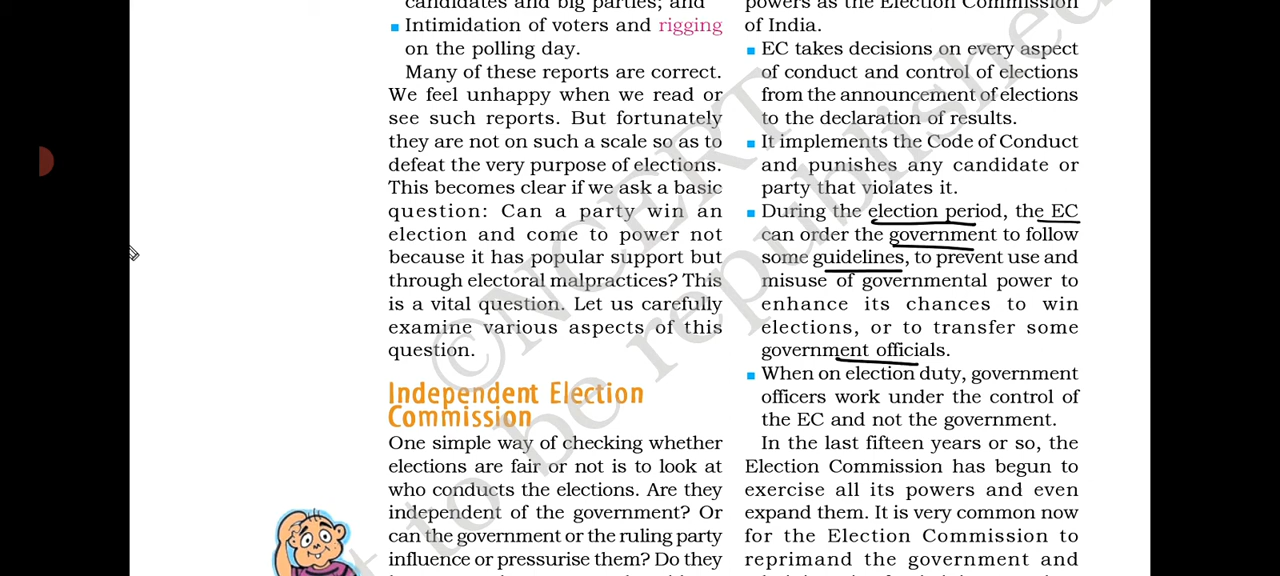 candidates and big parties; and
Intimidation of voters and rigging
on the polling day.
Many of these reports are correct.
We feel unhappy when we read or
see such reports. But fortunately
they are not on such a scale so as to
defeat the very purpose of elections.
This becomes clear if we ask a basic
question: Can a party win an
election and come to power not
because it has popular support but
through electoral malpractices? This
is a vital question. Let us carefully
examine various aspects of this
question.
Independent Election
Commission
One simple way of checking whether
elections are fair or not is to look at
who conducts the elections. Are they
independent of the government? Or
can the government or the ruling party
influence or pressurise them? Do they
powers as the Election Commission
of India.
EC takes decisions on every aspect
of conduct and control of elections
from the announcement of elections
to the declaration of results.
It implements the Code of Conduct
and punishes any candidate or
party that violates it.
During the election period, the EC
can order the government to follow
some guidelines, to prevent use and
misuse of governmental power to
enhance its chances to win
elections, or to transfer some
government officials.
When on election duty, government
officers work under the control of
the EC and not the government.
In the last fifteen years or so, the
Election Commission has begun to
exercise all its powers and even
expand them. It is very common now
for the Election Commission to
reprimand the government and
©NCERT
t to be republished